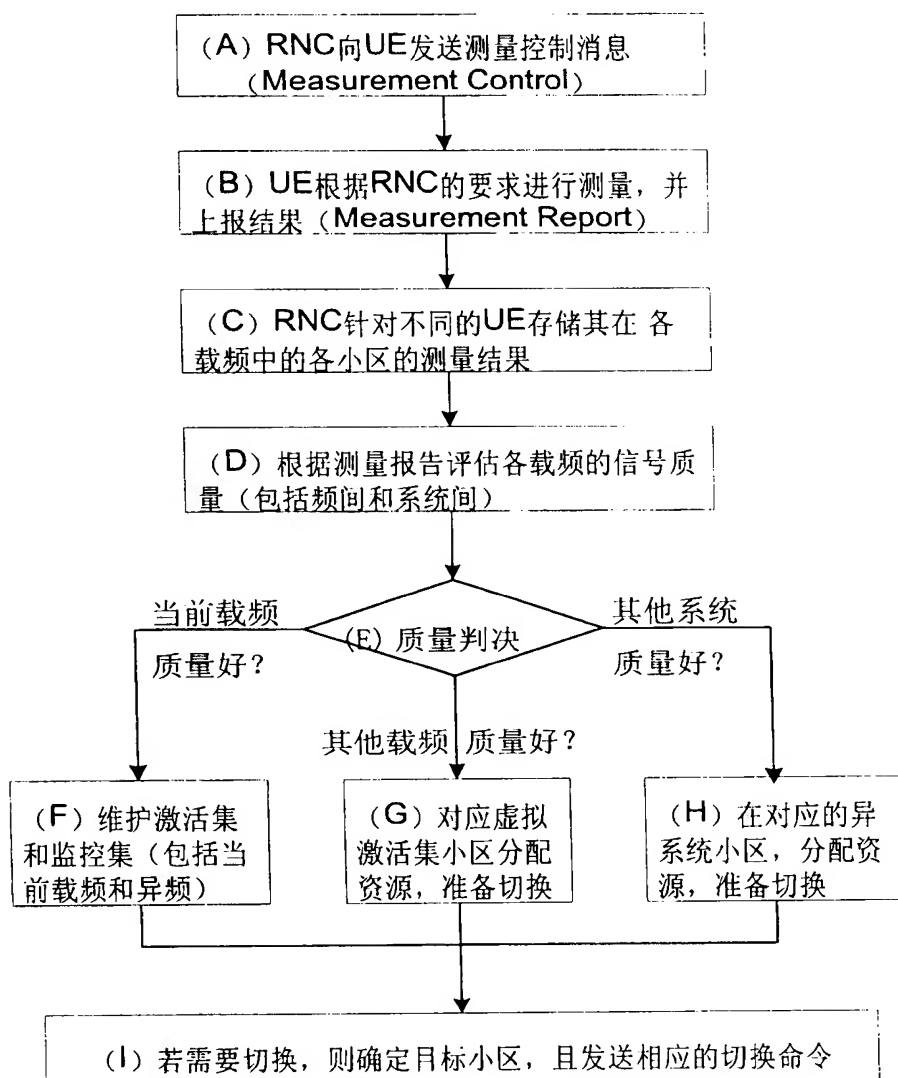 （A）RNC向UE发送测量控制消息
（Measurement Control）
（B）UE根据RNC的要求进行测量，并
上报结果（Measurement Report）
（C）RNC针对不同的UE存储其在 各
载频中的各小区的测量结果
（D）根据测量报告评估各载频的信号质
量（包括频间和系统间）
当前载频
质量好？
（E）质量判决
其他系统
质量好？
其他载频 质量好？
（F）维护激活集
和监控集（包括当
前载频和异频）
（G）对应虚拟
激活集小区分配
资源，准备切换
（H）在对应的异
系统小区，分配资
源，准备切换
（I）若需要切换，则确定目标小区，且发送相应的切换命令